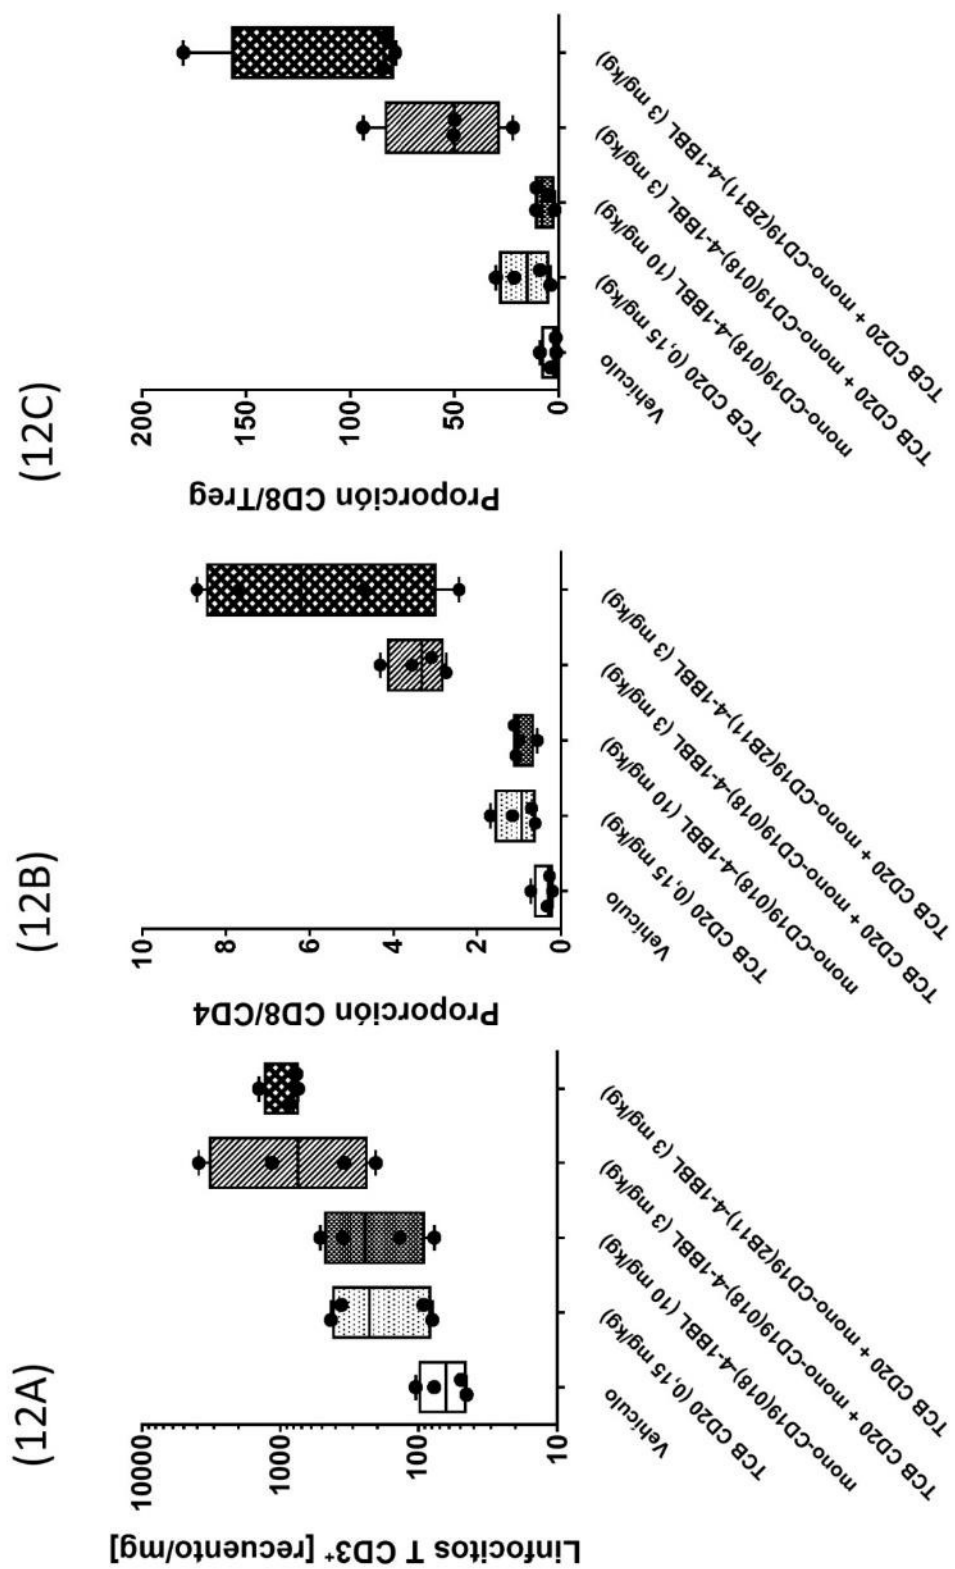 (12A)
Linfocitos T CD3+ [recuento/mg]
10000
1000
100
10
Vehículo
TCB CD20 (0,15 mg/kg)
mono-CD19(018)-4-1BBL (10 mg/kg)
TCB CD20 + mono-CD19(018)-4-1BBL (3 mg/kg)
TCB CD20 + mono-CD19(2B11)-4-1BBL (3 mg/kg)
(12B)
Proporción CD8/CD4
10
8
6
4
2
0
Vehículo
TCB CD20 (0,15 mg/kg)
mono-CD19(018)-4-1BBL (10 mg/kg)
TCB CD20 + mono-CD19(018)-4-1BBL (3 mg/kg)
TCB CD20 + mono-CD19(2B11)-4-1BBL (3 mg/kg)
(12C)
Proporción CD8/Treg
200
150
100
50
0
Vehículo
TCB CD20 (0,15 mg/kg)
mono-CD19(018)-4-1BBL (10 mg/kg)
TCB CD20 + mono-CD19(018)-4-1BBL (3 mg/kg)
TCB CD20 + mono-CD19(2B11)-4-1BBL (3 mg/kg)